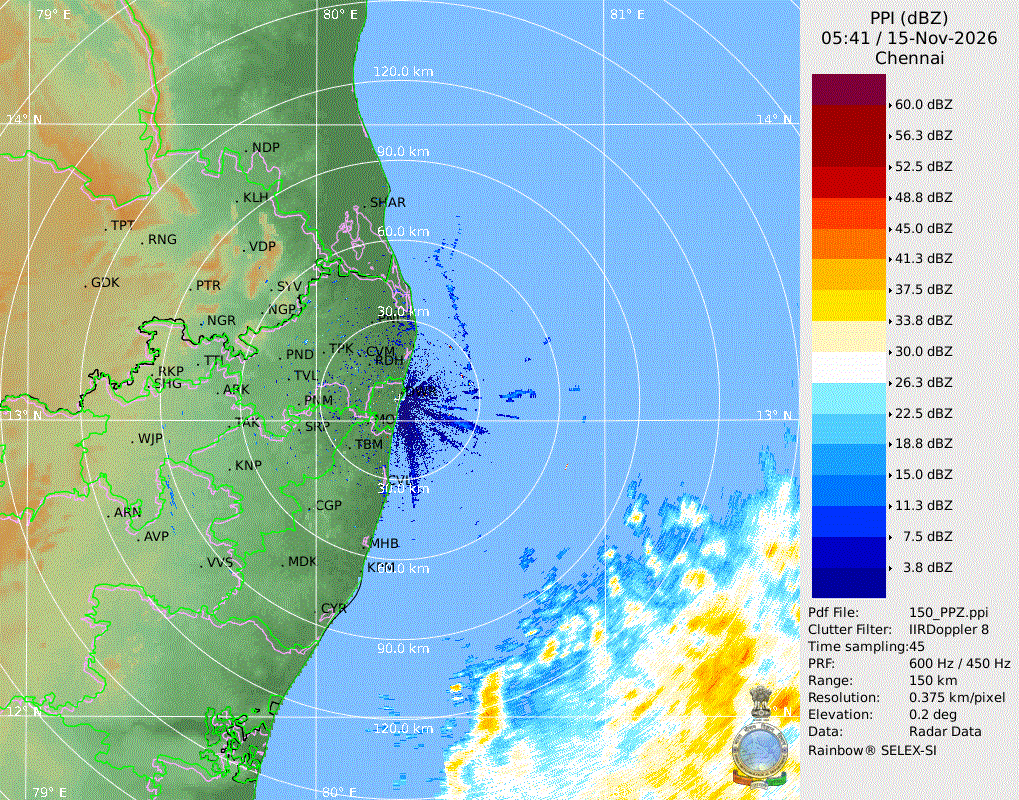 79° E
80° E
81° E
120.0 km
14° N
14° N
NDP
90.0 km
KLH
SHAR
TPT
RNG
60.0 km
VDP
GDK
PTR
SYV
NGP
30.0 km
NGR
PND
TPK
CVM
RDH
TTI
RKP
SHG
TVL
ARK
PNM
13° N
TAK
SRP
MO
13° N
WJP
TBM
KNP
30.0 km
ARN
CGP
AVP
MHB
VVS
MDK
60.0 km
CYR
90.0 km
12° N
120.0 km
N
79° E
80° E
PPI (dBZ)
05:41 / 15-Nov-2026
Chennai
60.0 dBZ
56.3 dBZ
52.5 dBZ
48.8 dBZ
45.0 dBZ
41.3 dBZ
37.5 dBZ
33.8 dBZ
30.0 dBZ
26.3 dBZ
22.5 dBZ
18.8 dBZ
15.0 dBZ
11.3 dBZ
7.5 dBZ
3.8 dBZ
Pdf File: 150_PPZ.ppi
Clutter Filter: IIRDoppler 8
Time sampling:45
PRF: 600 Hz / 450 Hz
Range: 150 km
Resolution: 0.375 km/pixel
Elevation: 0.2 deg
Data: Radar Data
Rainbow® SELEX-SI